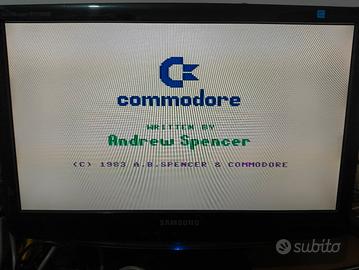 commodore
WRITTEN BY
Andrew Spencer
(C) 1983 A.B.SPENCER & COMMODORE
SAMSUNG
subito